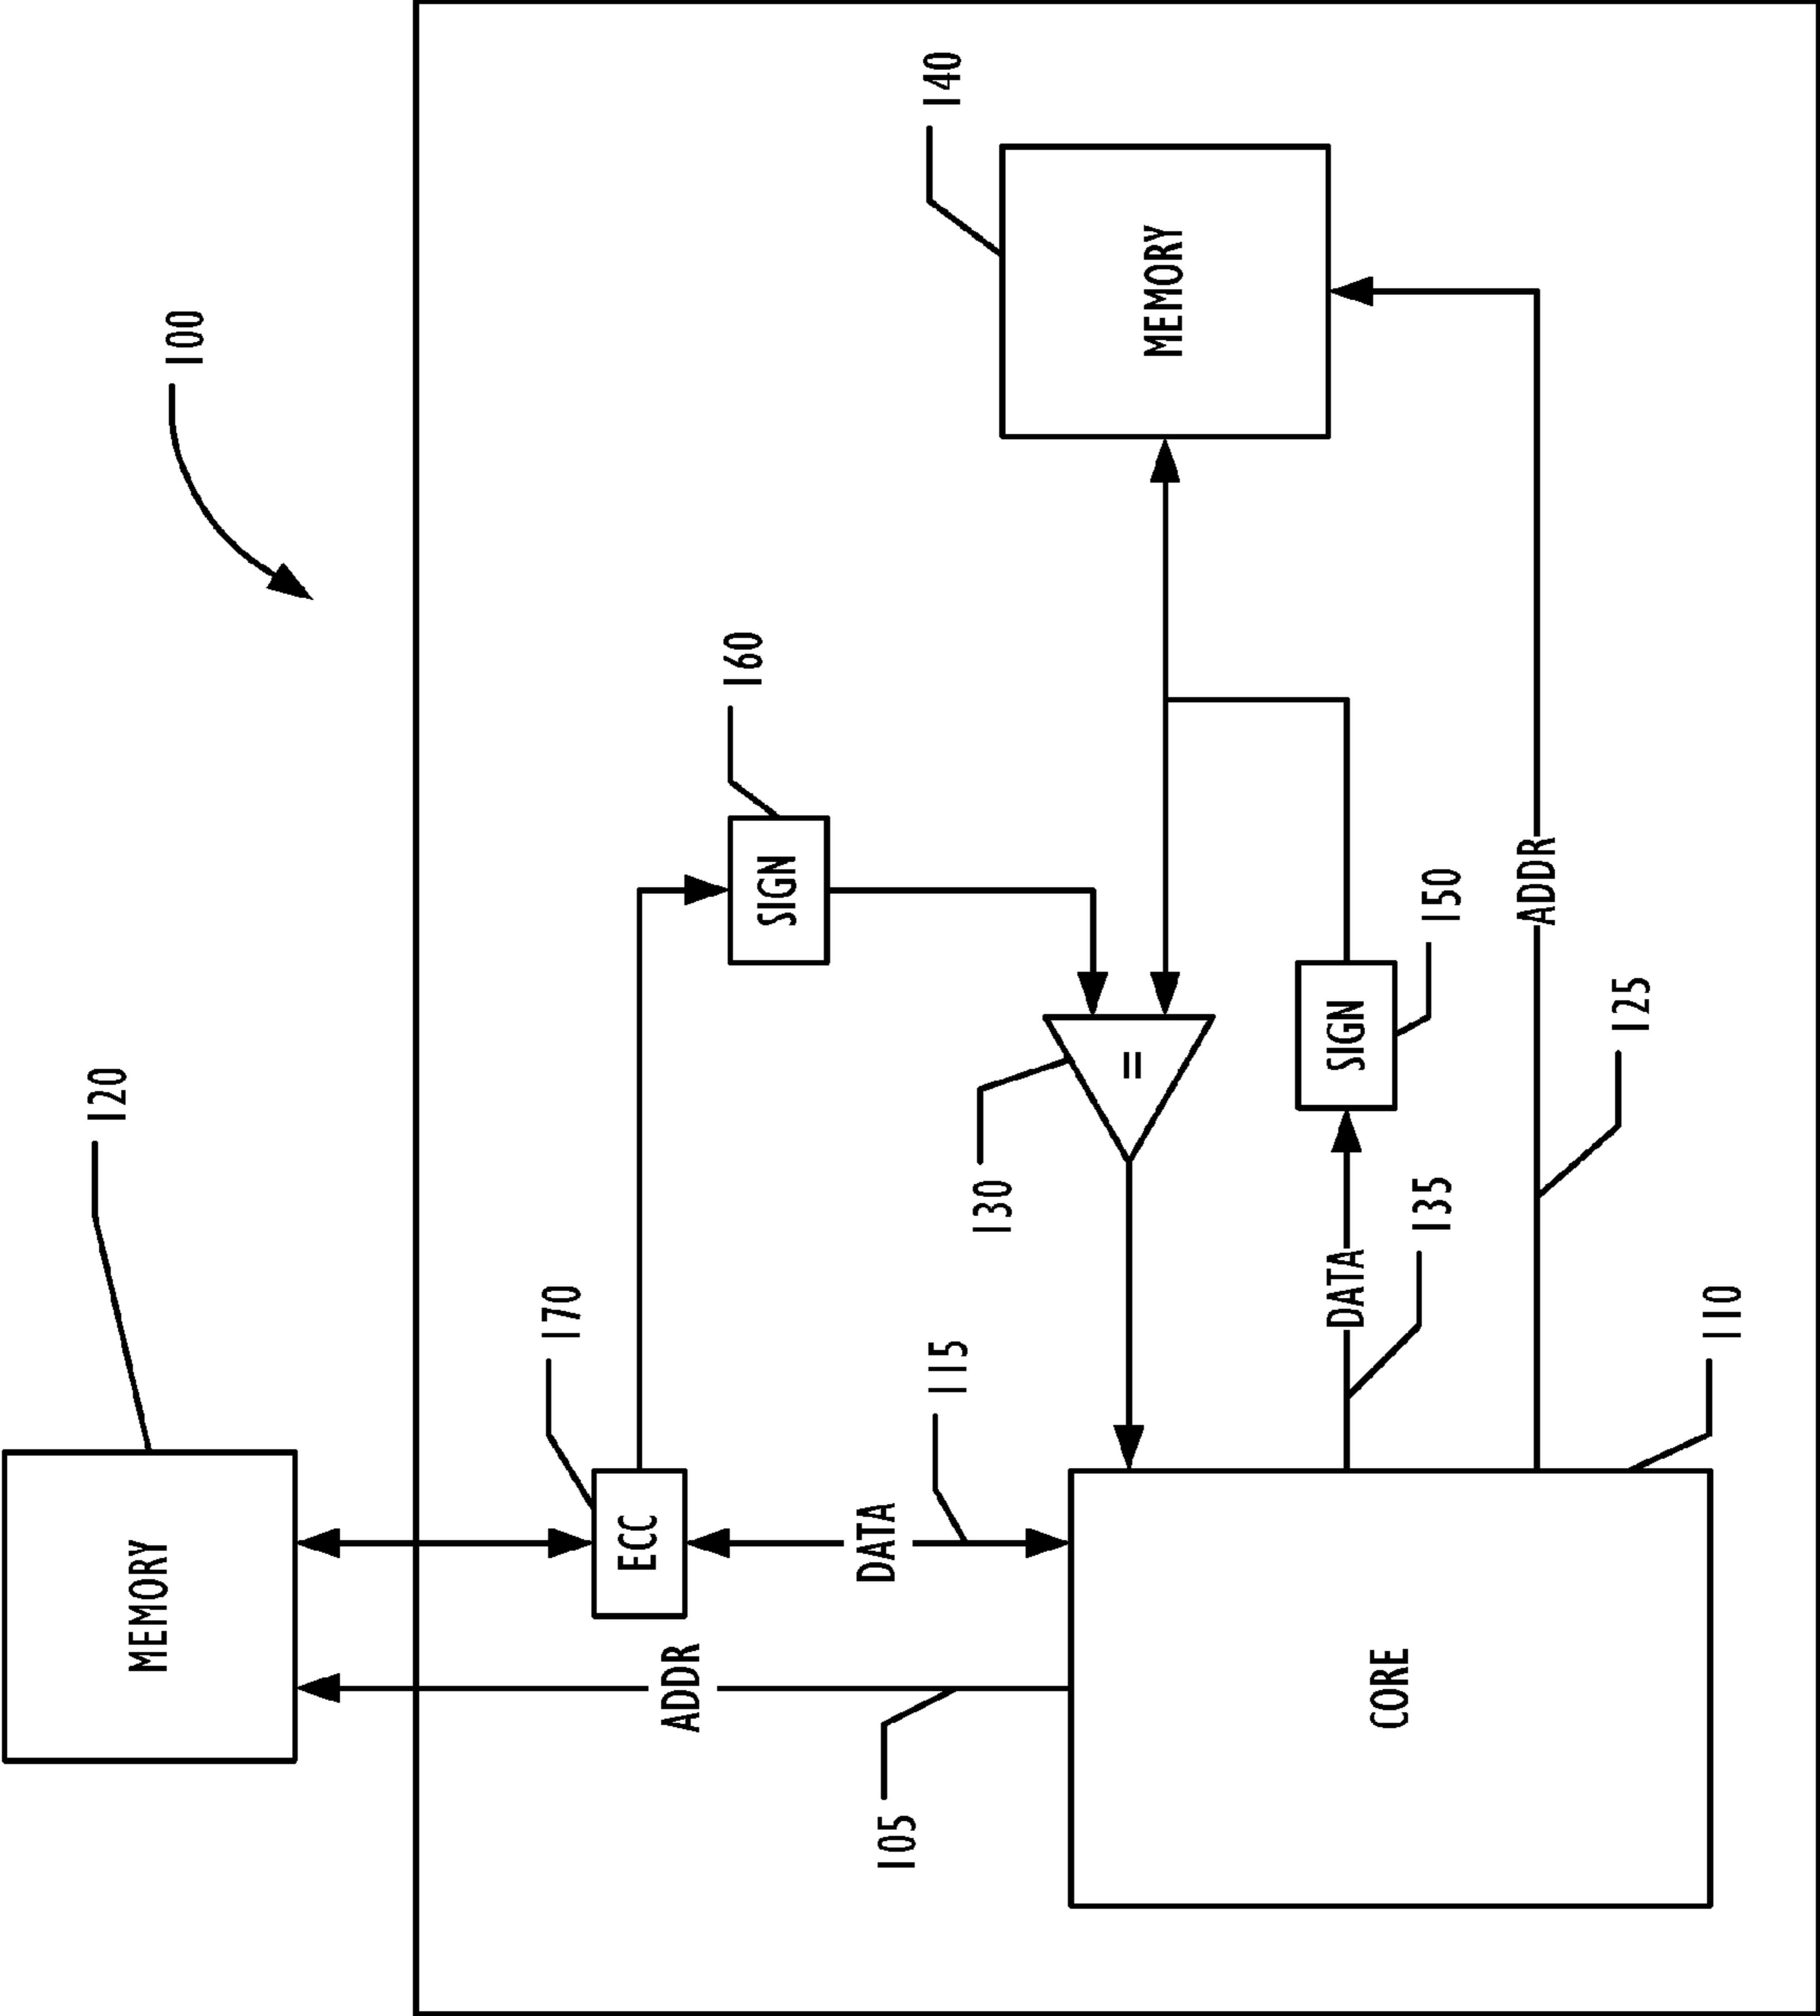 120
MEMORY
100
170
ECC
ADDR
160
SIGN
DATA
105
115
140
130
=
MEMORY
DATA
SIGN
CORE
135
150
ADDR
125
110